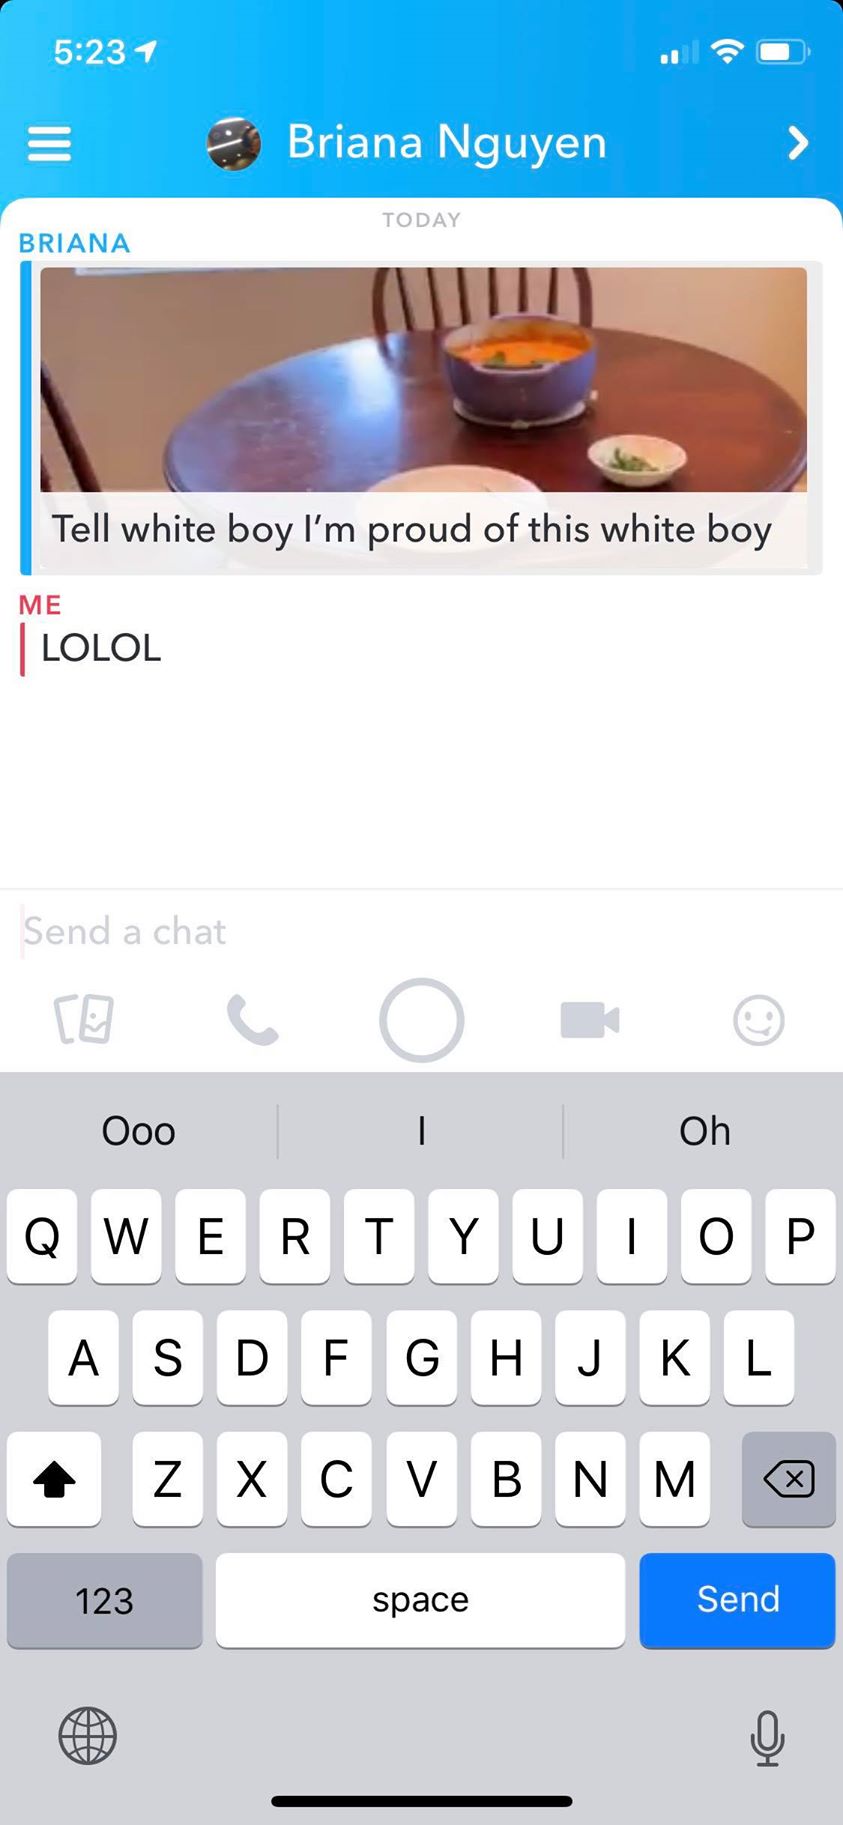 5:23
Briana Nguyen
TODAY
BRIANA
Tell white boy I'm proud of this white boy
ME
LOLOL
Send a chat
Ooo I Oh
Q W E R T Y U I O P
A S D F G H J K L
Z X C V B N M
123 space Send